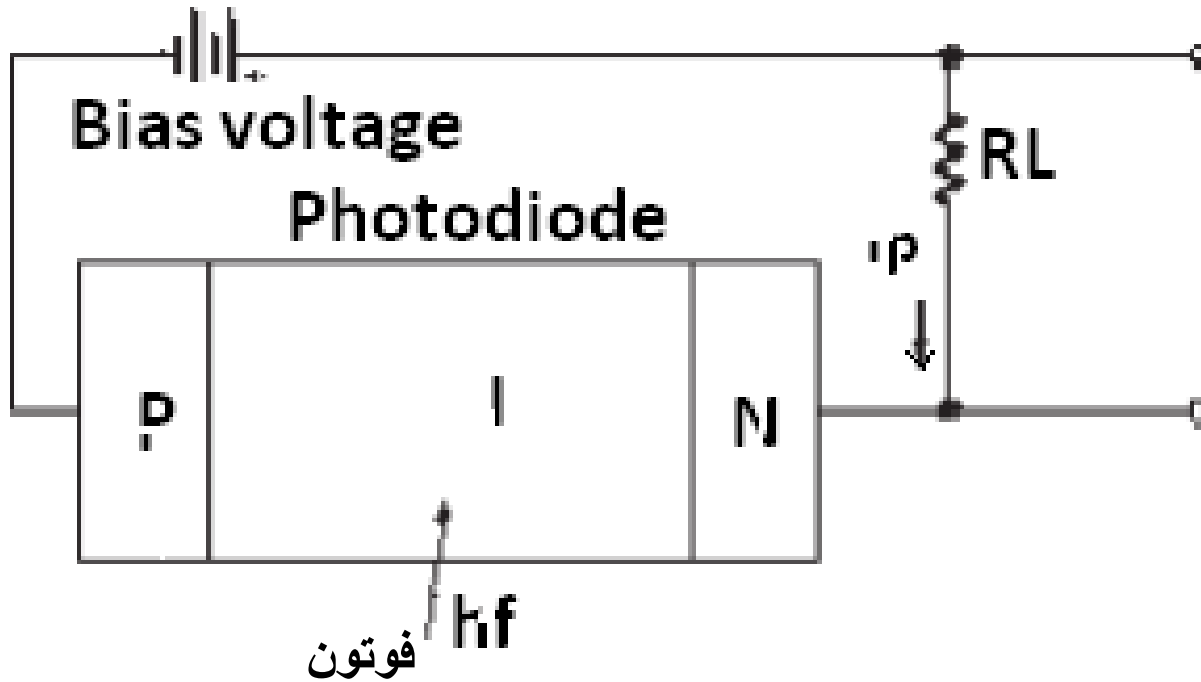 Bias voltage
Photodiode
RL
ip
P
I
N
hf
فوتون